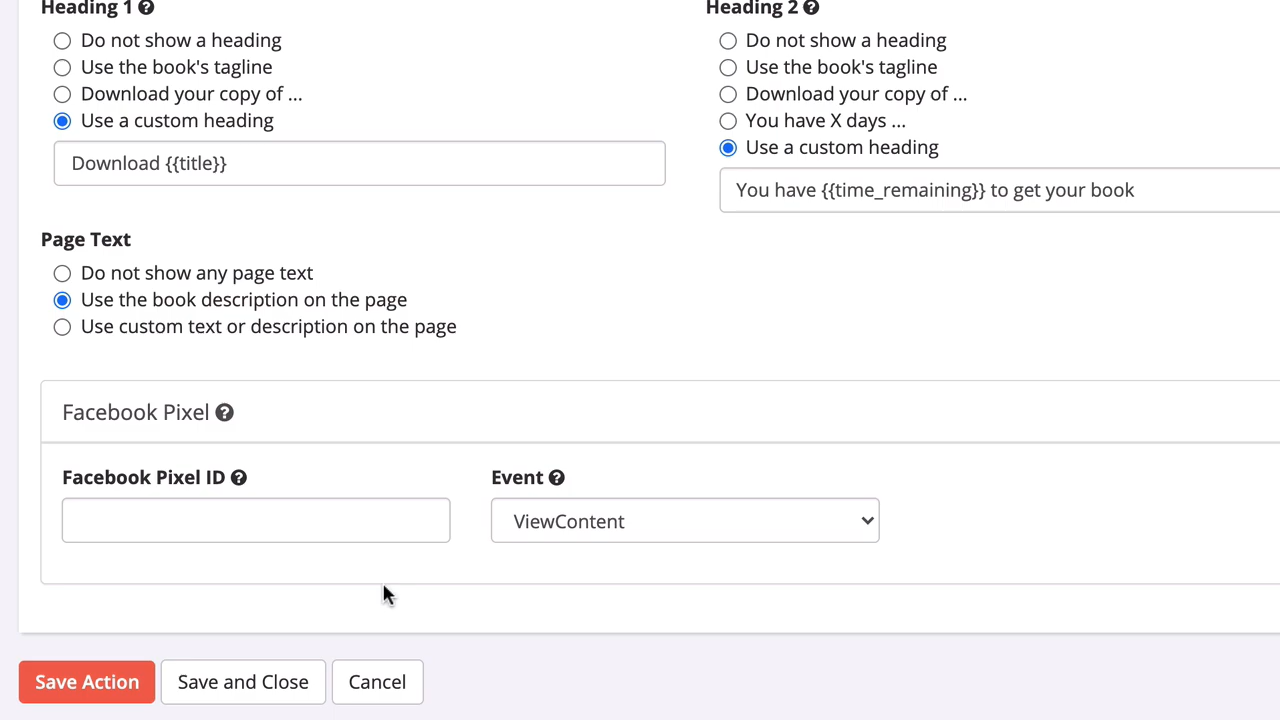 Heading 1
Do not show a heading
Use the book's tagline
Download your copy of ...
Use a custom heading
Download {{title}}
Heading 2
Do not show a heading
Use the book's tagline
Download your copy of ...
You have X days ...
Use a custom heading
You have {{time_remaining}} to get your book
Page Text
Do not show any page text
Use the book description on the page
Use custom text or description on the page
Facebook Pixel
Facebook Pixel ID
Event
ViewContent
Save Action
Save and Close
Cancel